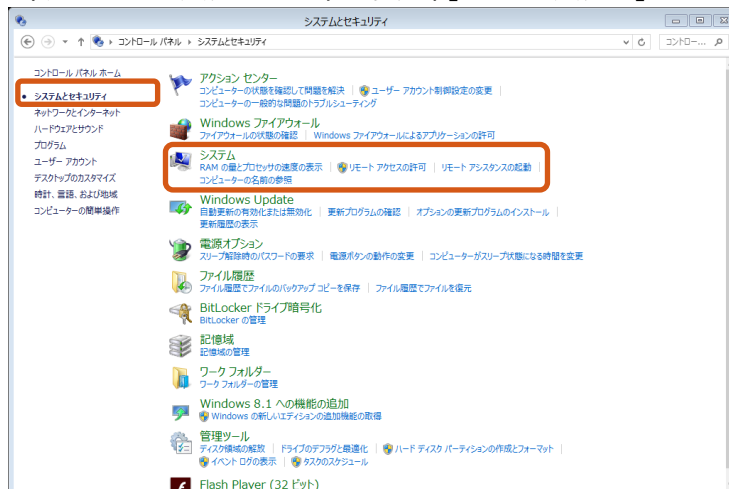 システムとセキュリティ
コントロール パネル ▸ システムとセキュリティ
コントロー...
コントロール パネル ホーム
システムとセキュリティ
ネットワークとインターネット
ハードウェアとサウンド
プログラム
ユーザー アカウント
デスクトップのカスタマイズ
時計、言語、および地域
コンピューターの簡単操作
アクション センター
コンピューターの状態を確認して問題を解決 | ユーザー アカウント制御設定の変更 |
コンピューターの一般的な問題のトラブルシューティング
Windows ファイアウォール
ファイアウォールの状態の確認 | Windows ファイアウォールによるアプリケーションの許可
システム
RAM の量とプロセッサの速度の表示 | リモート アクセスの許可 | リモート アシスタンスの起動 |
コンピューターの名前の参照
Windows Update
自動更新の有効化または無効化 | 更新プログラムの確認 | オプションの更新プログラムのインストール |
更新履歴の表示
電源オプション
スリープ解除時のパスワードの要求 | 電源ボタンの動作の変更 | コンピューターがスリープ状態になる時間を変更
ファイル履歴
ファイル履歴でファイルのバックアップ コピーを保存 | ファイル履歴でファイルを復元
BitLocker ドライブ暗号化
BitLocker の管理
記憶域
記憶域の管理
ワーク フォルダー
ワーク フォルダーの管理
Windows 8.1 への機能の追加
Windows の新しいエディションの追加機能の取得
管理ツール
ディスク領域の解放 | ドライブのデフラグと最適化 | ハード ディスク パーティションの作成とフォーマット |
イベント ログの表示 | タスクのスケジュール
Flash Player (32 ビット)